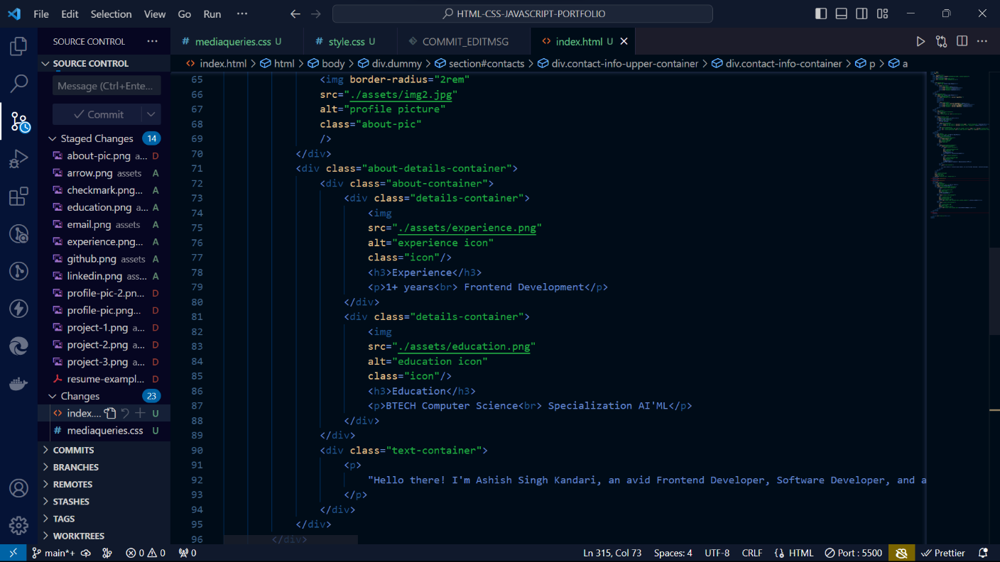 File Edit Selection View Go Run ···
HTML-CSS-JAVASCRIPT-PORTFOLIO
SOURCE CONTROL ···
# mediaqueries.css U
# style.css U
COMMIT_EDITMSG
<> index.html U
SOURCE CONTROL
<> index.html > html > body > div.dummy > section#contacts > div.contact-info-upper-container > div.contact-info-container > p > a
Message (Ctrl+Ente...
Commit
Staged Changes 14
about-pic.png a... D
arrow.png assets A
checkmark.png... A
education.png a... A
email.png assets A
experience.png... A
github.png assets A
linkedin.png ass... A
profile-pic-2.pn... D
profile-pic.png... D
project-1.png a... D
project-2.png a... D
project-3.png a... D
resume-exampl... D
Changes 23
<> index.... U
# mediaqueries.css U
COMMITS
BRANCHES
REMOTES
STASHES
TAGS
WORKTREES
65 <img border-radius="2rem"
66 src="./assets/img2.jpg"
67 alt="profile picture"
68 class="about-pic"
69 />
70 </div>
71 <div class="about-details-container">
72 <div class="about-container">
73 <div class="details-container">
74 <img
75 src="./assets/experience.png"
76 alt="experience icon"
77 class="icon"/>
78 <h3>Experience</h3>
79 <p>1+ years<br> Frontend Development</p>
80 </div>
81 <div class="details-container">
82 <img
83 src="./assets/education.png"
84 alt="education icon"
85 class="icon"/>
86 <h3>Education</h3>
87 <p>BTECH Computer Science<br> Specialization AI'ML</p>
88 </div>
89 </div>
90 <div class="text-container">
91 <p>
92 "Hello there! I'm Ashish Singh Kandari, an avid Frontend Developer, Software Developer, and a
93 </p>
94 </div>
95 </div>
96 </div>
main*+ 0 0 0 Ln 315, Col 73 Spaces: 4 UTF-8 CRLF HTML Port : 5500 Prettier